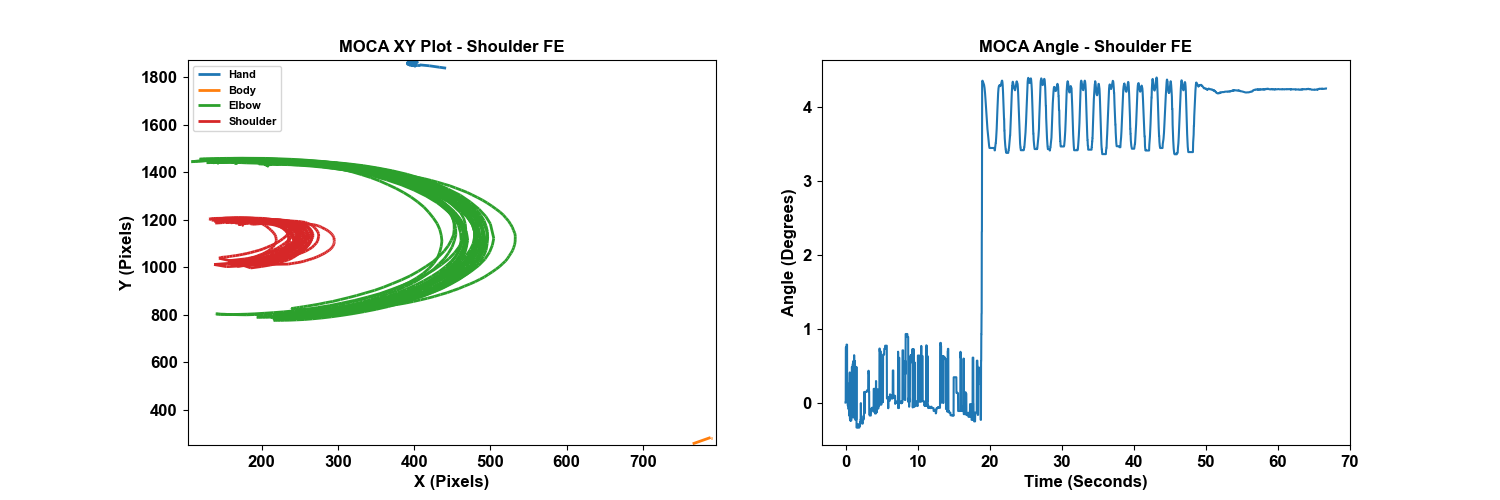 MOCA XY Plot - Shoulder FE
Hand
Body
Elbow
Shoulder
1800
1600
1400
1200
1000
800
600
400
Y (Pixels)
200 300 400 500 600 700
X (Pixels)
MOCA Angle - Shoulder FE
4
3
2
1
0
Angle (Degrees)
0 10 20 30 40 50 60 70
Time (Seconds)